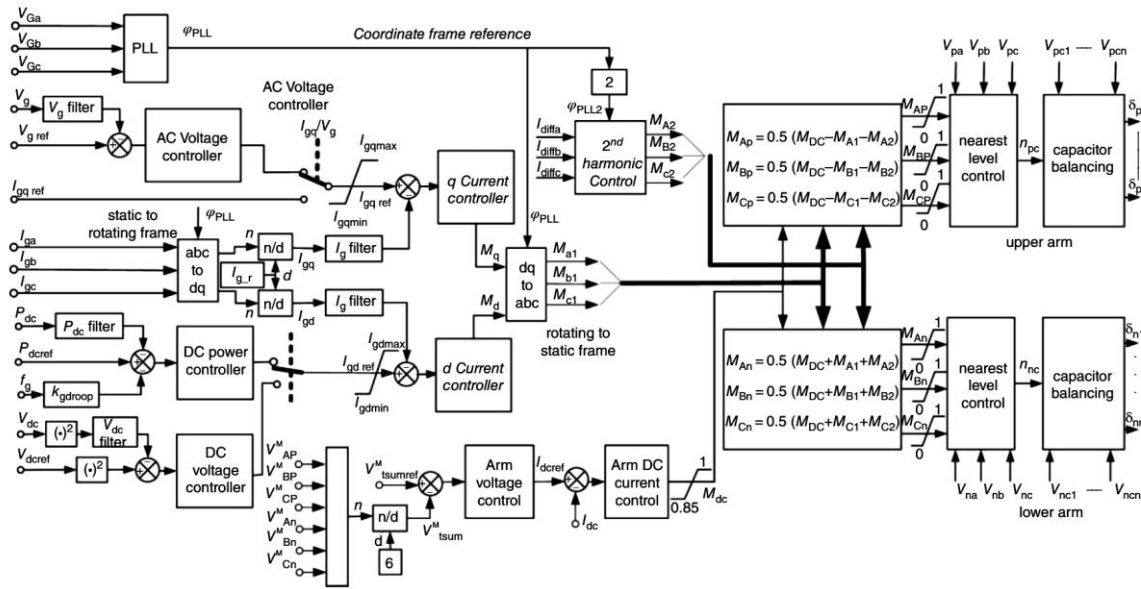 V_Ga
V_Gb
V_Gc
PLL
φ_PLL
Coordinate frame reference
2
φ_PLL2
V_g
V_g filter
V_g ref
AC Voltage
controller
AC Voltage
controller
I_gq/V_g
I_gqmax
I_gq ref
I_gqmin
I_gq ref
q Current
controller
I_diffa
I_diffb
I_diffc
2nd
harmonic
Control
M_A2
M_B2
M_c2
static to
rotating frame
φ_PLL
I_ga
I_gb
I_gc
abc
to
dq
n
n/d
I_g_r
d
n/d
n
I_gq
I_gd
I_g filter
I_g filter
M_q
M_d
φ_PLL
dq
to
abc
M_a1
M_b1
M_c1
rotating to
static frame
P_dc
P_dc filter
P_dcref
f_g
k_gdroop
DC power
controller
I_gdmax
I_gd ref
I_gdmin
d Current
Controller
V_dc
(•)²
V_dc
filter
V_dcref
(•)²
DC
voltage
controller
V^M_AP
V^M_BP
V^M_CP
V^M_An
V^M_Bn
V^M_Cn
n
n/d
d
6
V^M_tsumref
V^M_tsum
Arm
voltage
control
I_dcref
I_dc
Arm DC
current
control
1
0.85
M_dc
M_Ap = 0.5 (M_DC−M_A1−M_A2)
M_Bp = 0.5 (M_DC−M_B1−M_B2)
M_Cp = 0.5 (M_DC−M_C1−M_C2)
M_AP
1
0
M_BP
1
0
M_CP
1
0
V_pa
V_pb
V_pc
V_pc1
V_pcn
nearest
level
control
n_pc
capacitor
balancing
δ_p
δ_p
upper arm
M_An = 0.5 (M_DC+M_A1+M_A2)
M_Bn = 0.5 (M_DC+M_B1+M_B2)
M_Cn = 0.5 (M_DC+M_C1+M_C2)
M_An
1
0
M_Bn
1
0
M_Cn
1
0
nearest
level
control
n_nc
capacitor
balancing
δ_n1
δ_nn
V_na
V_nb
V_nc
V_nc1
V_ncn
lower arm